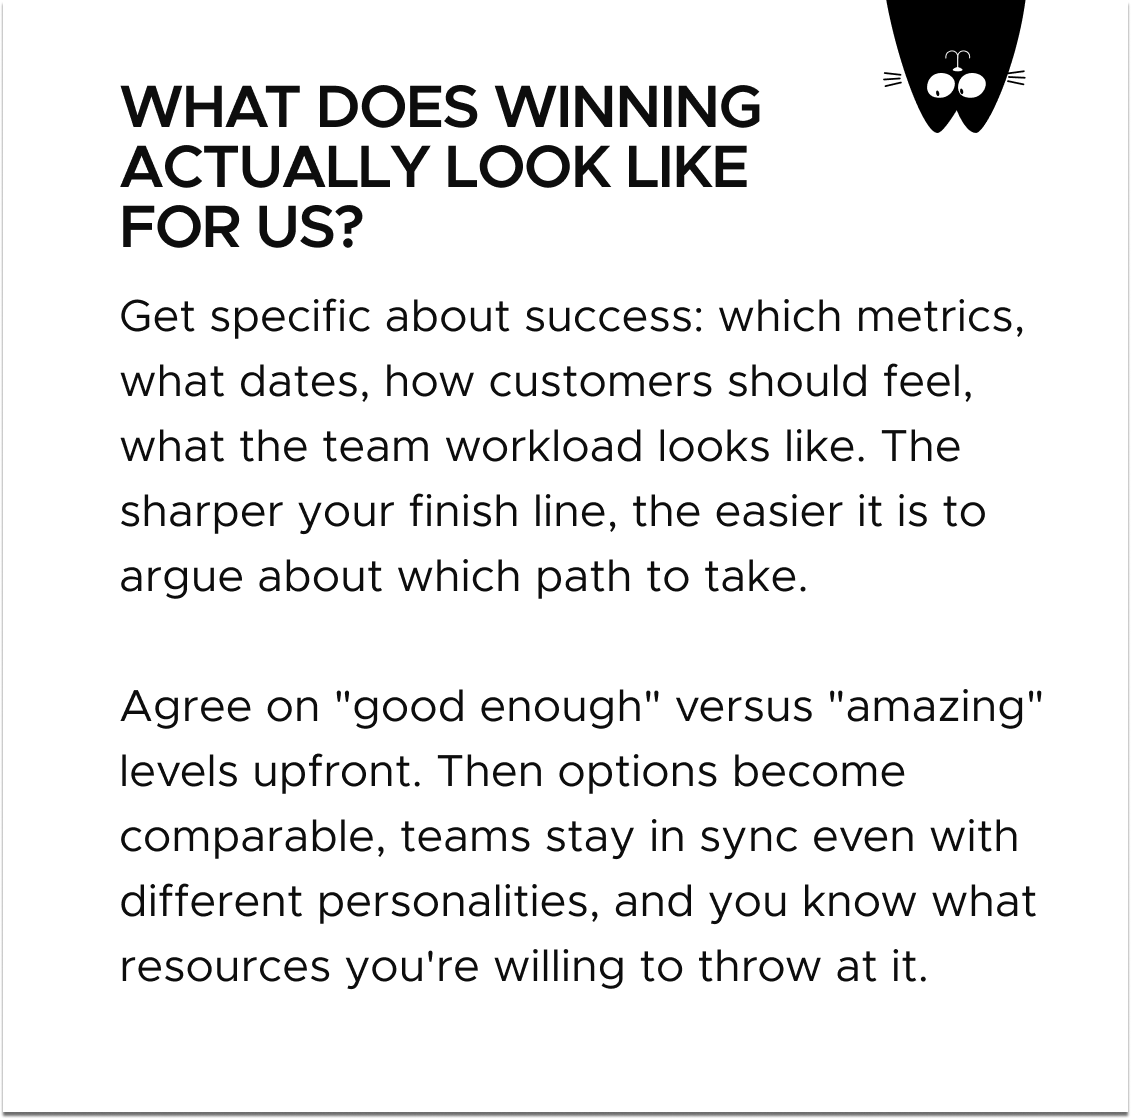 WHAT DOES WINNING
ACTUALLY LOOK LIKE
FOR US?
Get specific about success: which metrics,
what dates, how customers should feel,
what the team workload looks like. The
sharper your finish line, the easier it is to
argue about which path to take.
Agree on "good enough" versus "amazing"
levels upfront. Then options become
comparable, teams stay in sync even with
different personalities, and you know what
resources you're willing to throw at it.